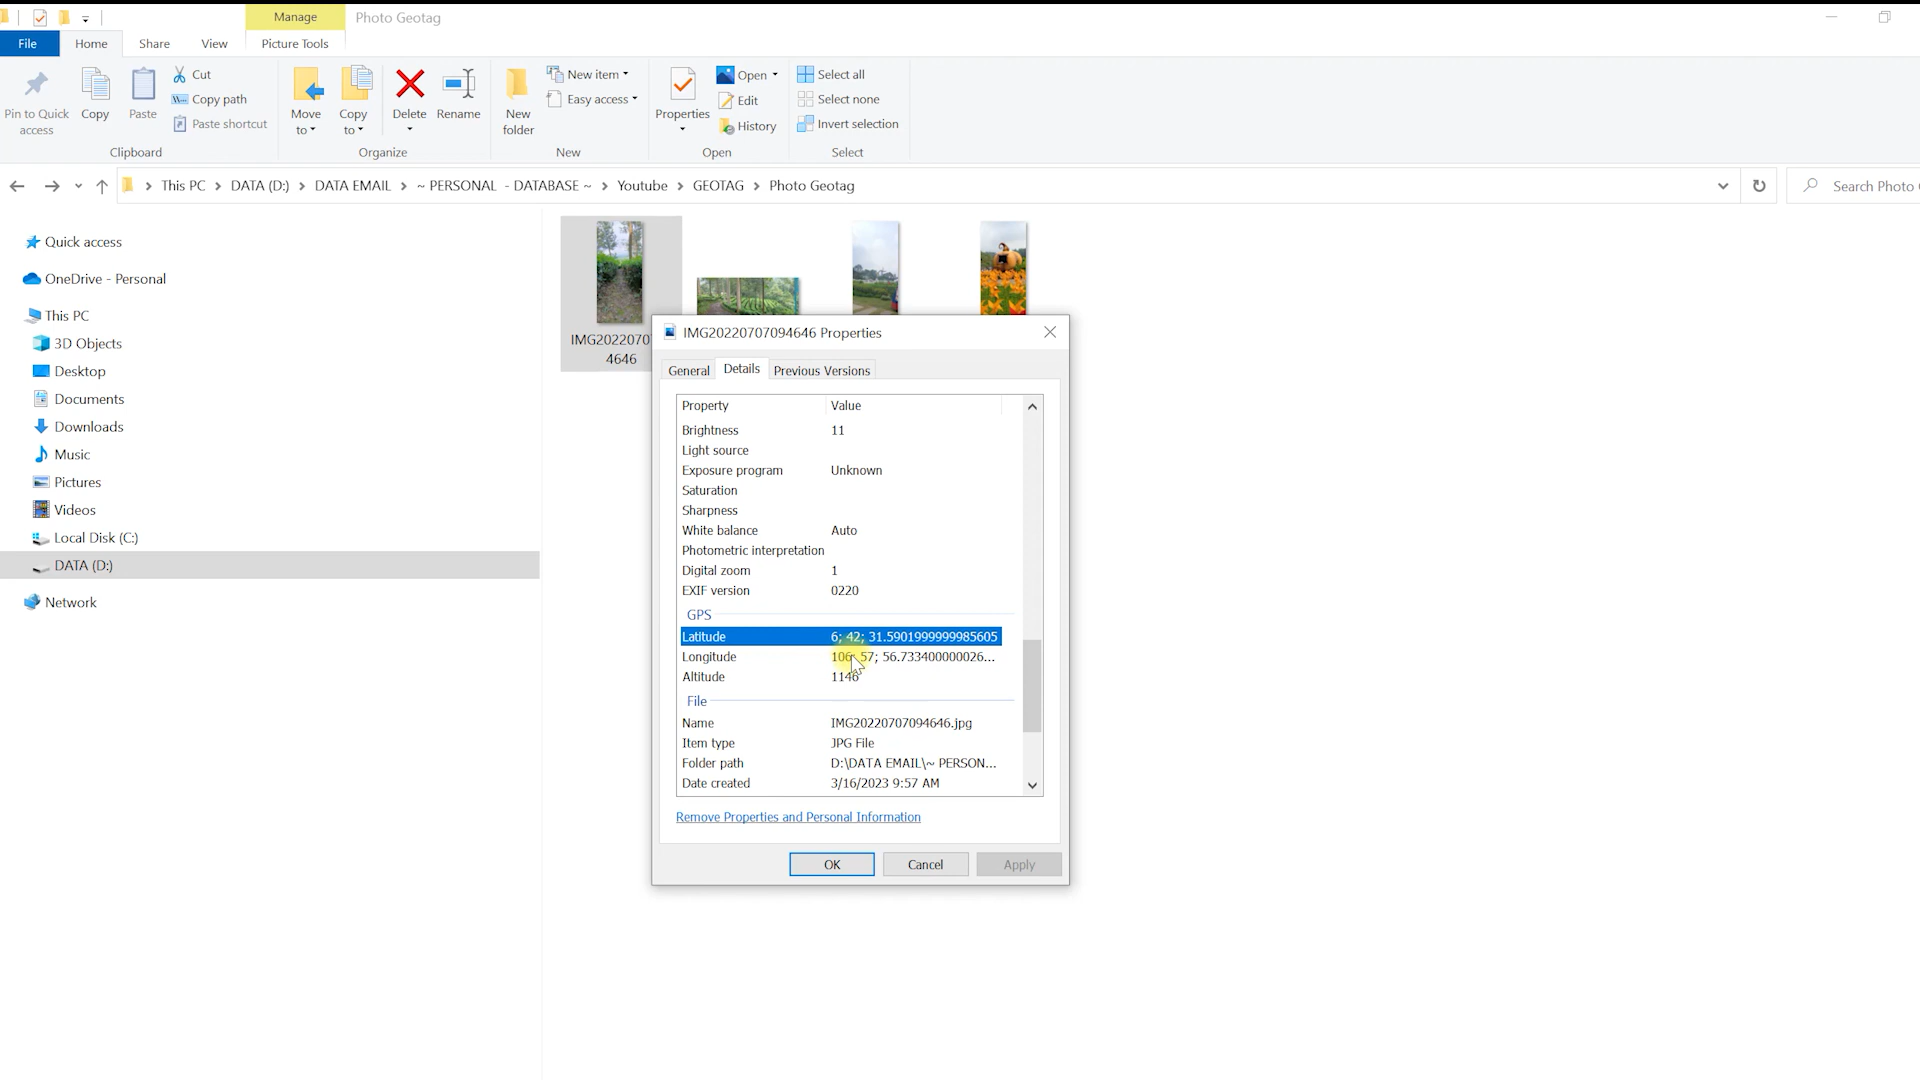 Manage
Photo Geotag
File
Home
Share
View
Picture Tools
Pin to Quick
access
Copy
Paste
Cut
Copy path
Paste shortcut
Clipboard
Move
to
Copy
to
Delete
Rename
Organize
New
folder
New item
Easy access
New
Properties
Open
Edit
History
Open
Select all
Select none
Invert selection
Select
This PC
DATA (D:)
DATA EMAIL
~ PERSONAL - DATABASE ~
Youtube
GEOTAG
Photo Geotag
Search Photo
Quick access
OneDrive - Personal
This PC
3D Objects
Desktop
Documents
Downloads
Music
Pictures
Videos
Local Disk (C:)
DATA (D:)
Network
IMG2022070
4646
IMG20220707094646 Properties
General
Details
Previous Versions
Property Value
Brightness 11
Light source
Exposure program Unknown
Saturation
Sharpness
White balance Auto
Photometric interpretation
Digital zoom 1
EXIF version 0220
GPS
Latitude 6; 42; 31.5901999999985605
Longitude 106; 57; 56.733400000026...
Altitude 1146
File
Name IMG20220707094646.jpg
Item type JPG File
Folder path D:\DATA EMAIL\~ PERSON...
Date created 3/16/2023 9:57 AM
Remove Properties and Personal Information
OK
Cancel
Apply